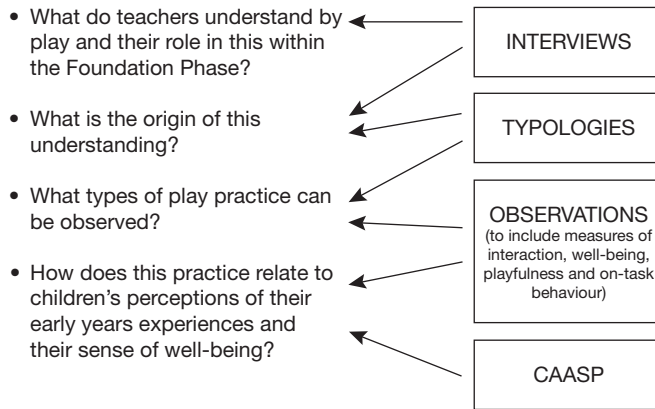 • What do teachers understand by
play and their role in this within
the Foundation Phase?
• What is the origin of this
understanding?
• What types of play practice can
be observed?
• How does this practice relate to
children’s perceptions of their
early years experiences and
their sense of well-being?
INTERVIEWS
TYPOLOGIES
OBSERVATIONS
(to include measures of
interaction, well-being,
playfulness and on-task
behaviour)
CAASP